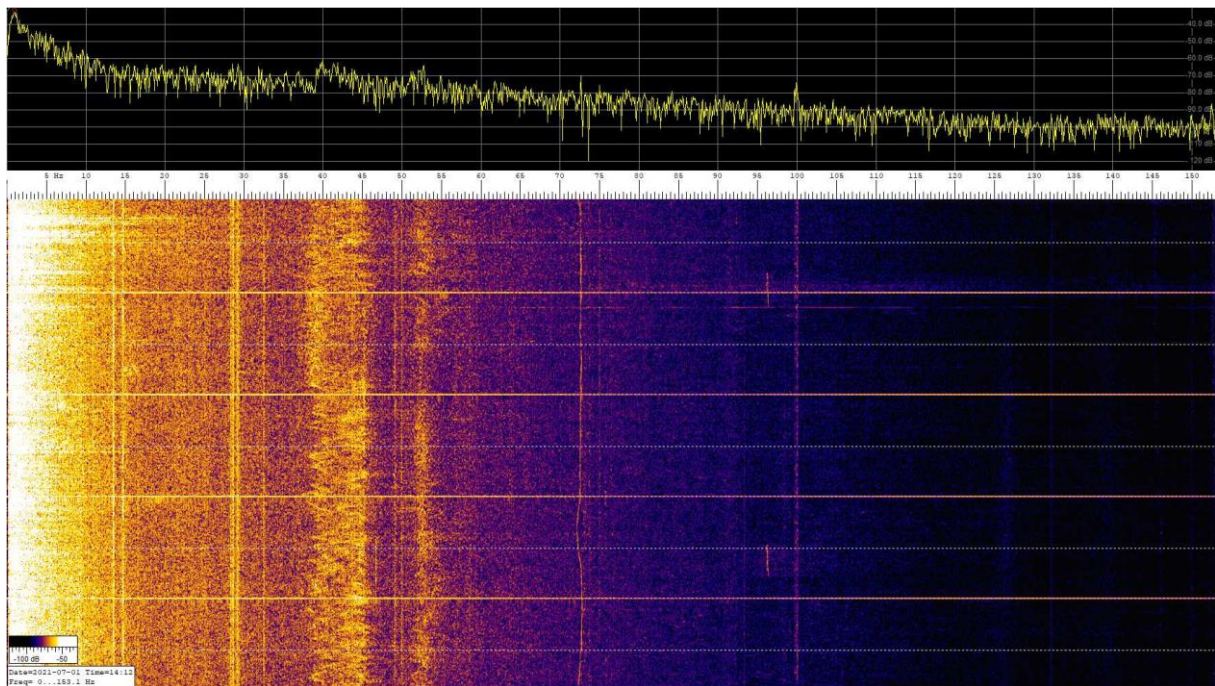 -40.0 dB-
-50.0 dB-
-60.0 dB-
-70.0 dB-
-80.0 dB-
-90.0 dB-
-120 dB-
5 Hz 10 15 20 25 30 35 40 45 50 55 60 65 70 75 80 85 90 95 100 105 110 115 120 125 130 135 140 145 150
-100 dB -50
Date=2021-07-01 Time=14:12
Freq= 0...153.1 Hz